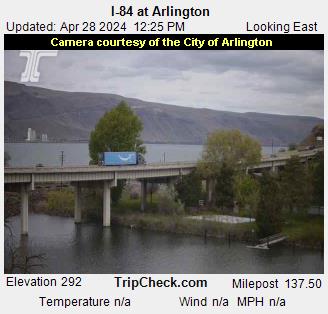 I-84 at Arlington
Updated: Apr 28 2024 12:25 PM Looking East
Camera courtesy of the City of Arlington
Elevation 292 TripCheck.com Milepost 137.50
Temperature n/a Wind n/a MPH n/a